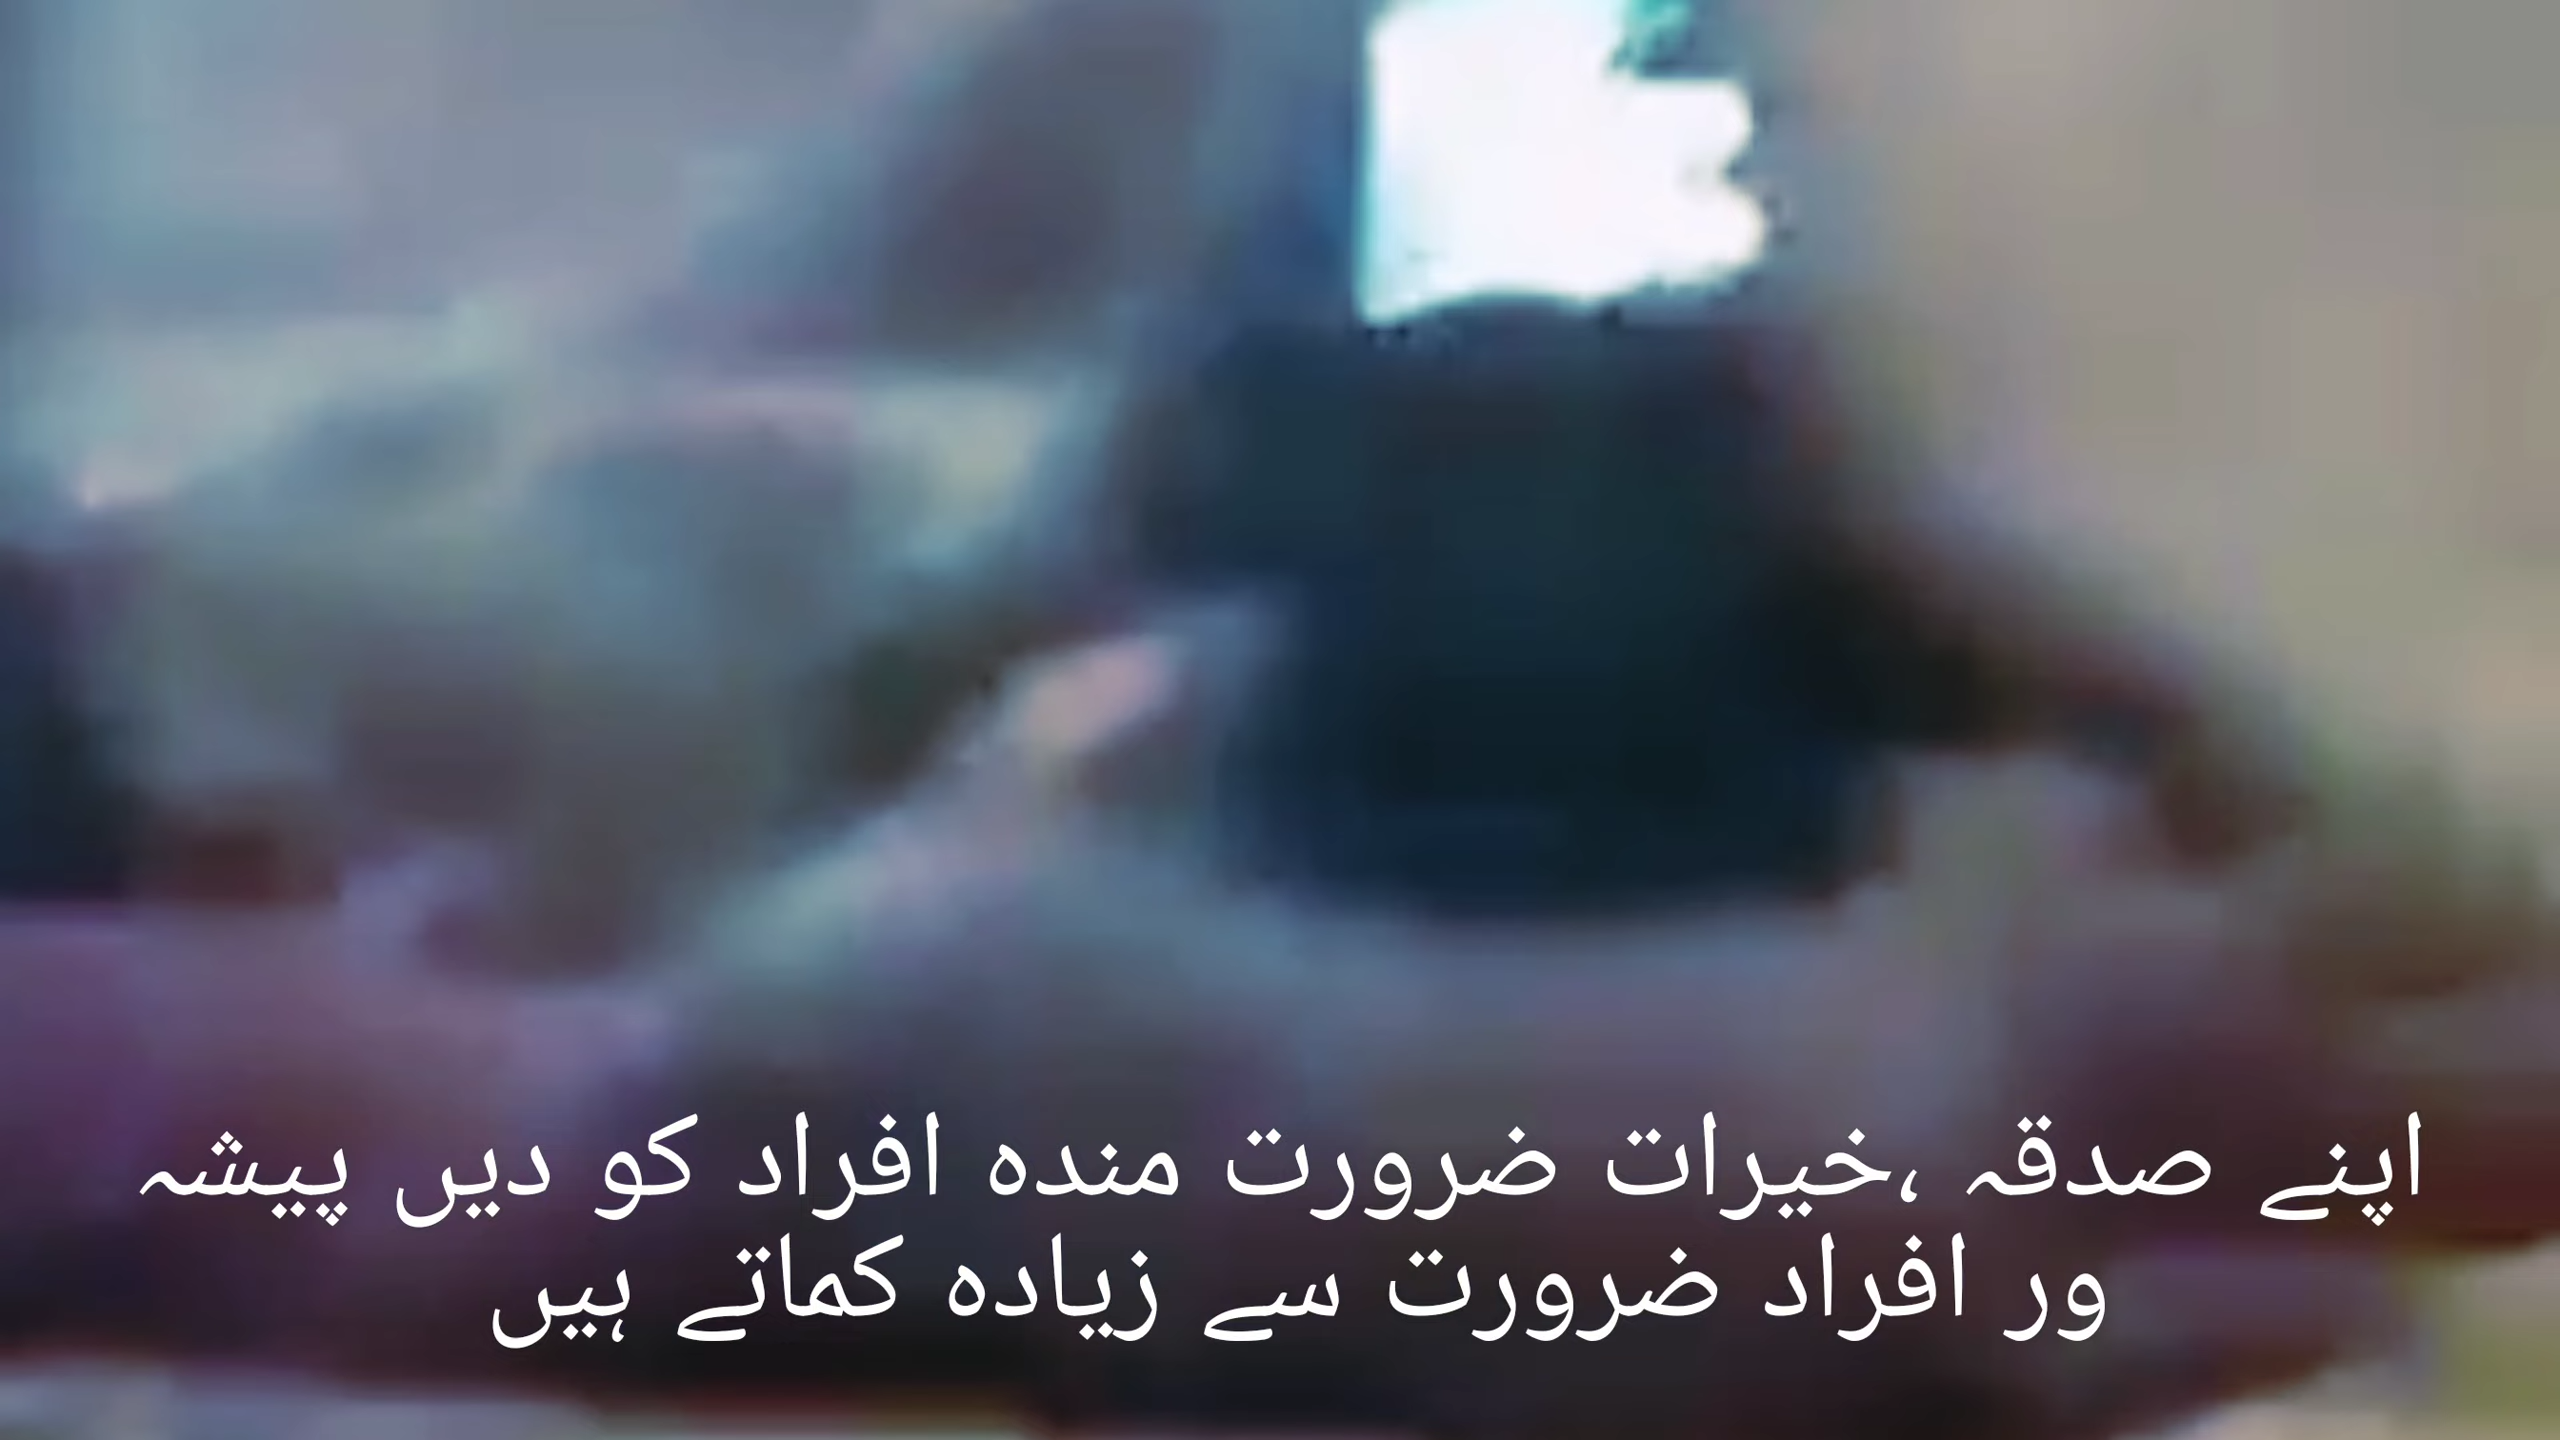 اپنے صدقہ ،خیرات ضرورت مندہ افراد کو دیں پیشہ
ور افراد ضرورت سے زیادہ کماتے ہیں